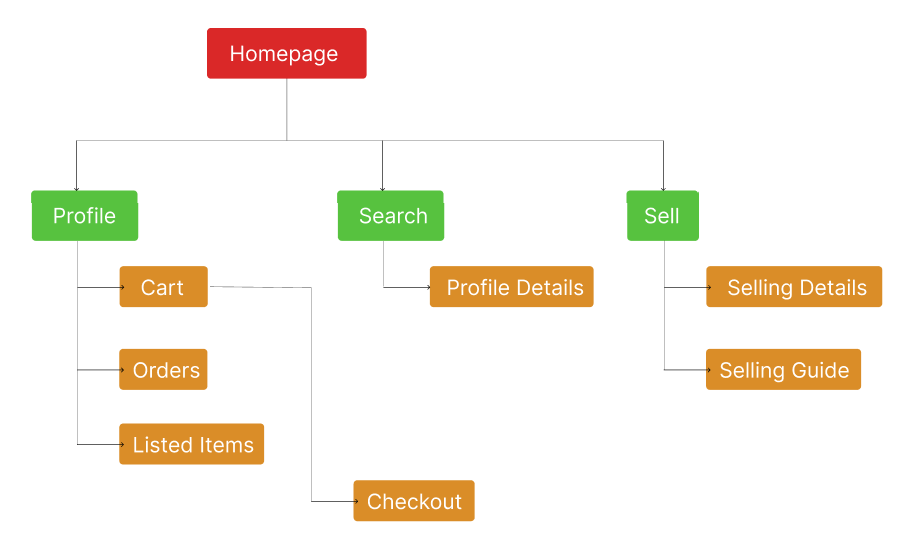 Homepage
Profile
Search
Sell
Cart
Profile Details
Selling Details
Orders
Selling Guide
Listed Items
Checkout